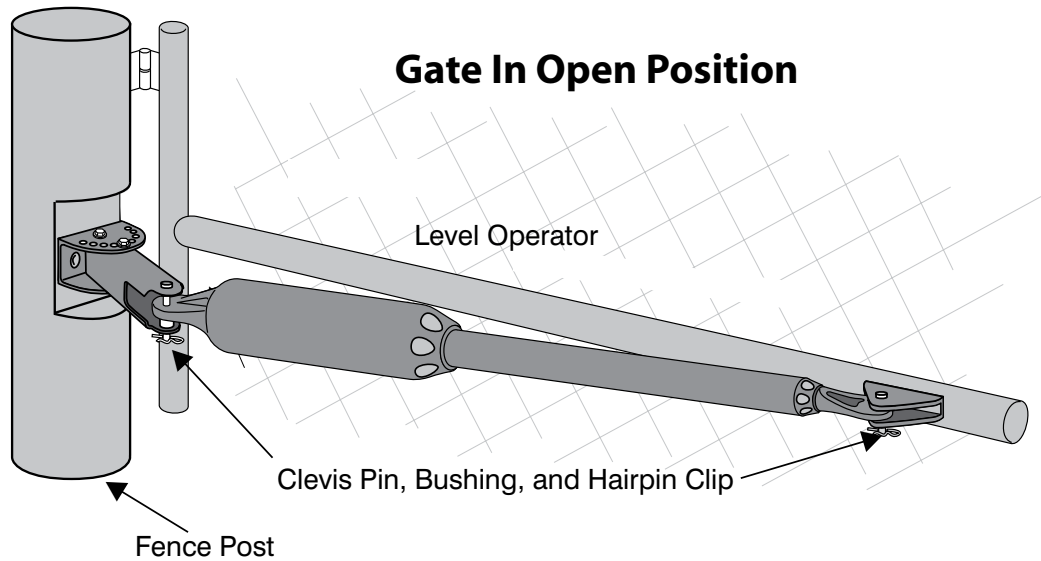 Gate In Open Position
Level Operator
Clevis Pin, Bushing, and Hairpin Clip
Fence Post